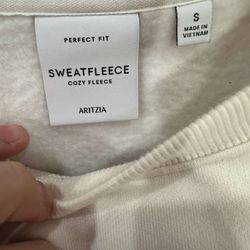 PERFECT FIT
SWEATFLEECE
COZY FLEECE
ARITZIA
S
MADE IN
VIETNAM